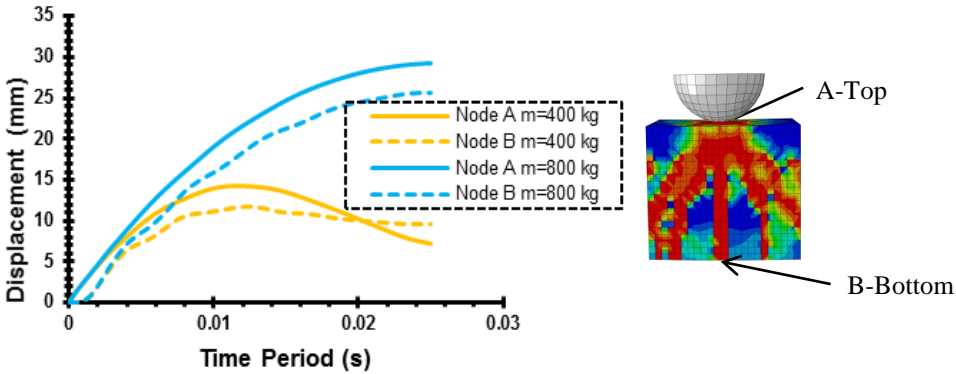 35
30
25
20
15
10
5
0
Displacement (mm)
0
0.01
0.02
0.03
Time Period (s)
Node A m=400 kg
Node B m=400 kg
Node A m=800 kg
Node B m=800 kg
A-Top
B-Bottom